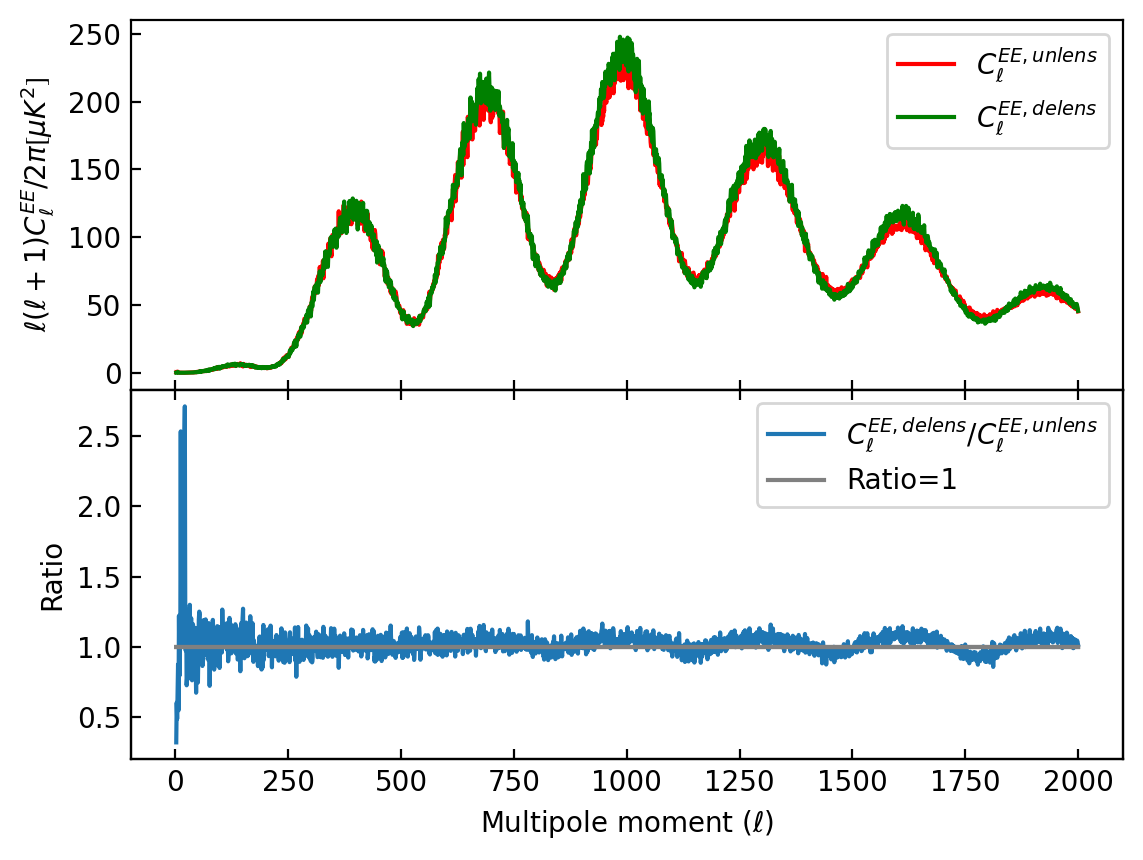 ℓ(ℓ + 1)C_ℓ^{EE}/2π[μK²]
250
200
150
100
50
0
C_ℓ^{EE, unlens}
C_ℓ^{EE, delens}
Ratio
2.5
2.0
1.5
1.0
0.5
C_ℓ^{EE, delens}/C_ℓ^{EE, unlens}
Ratio=1
0 250 500 750 1000 1250 1500 1750 2000
Multipole moment (ℓ)